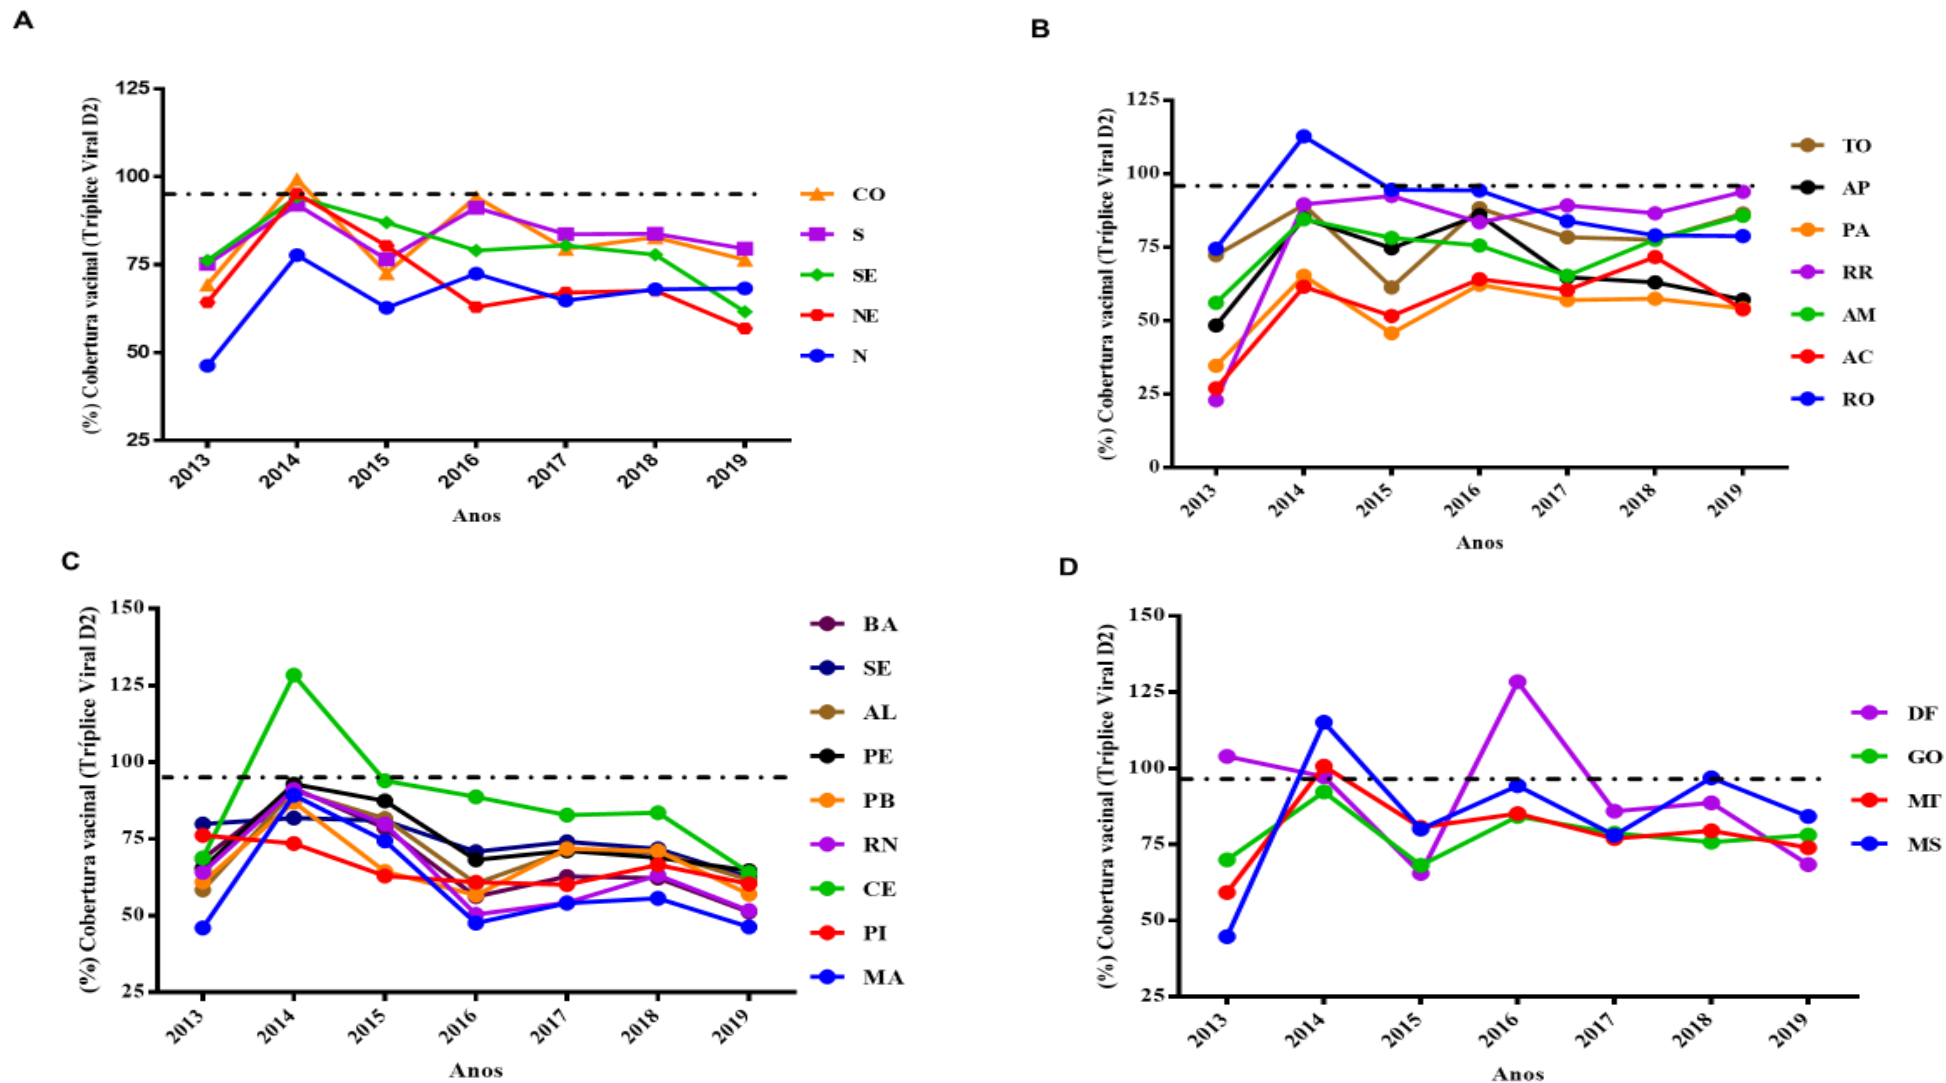 A
(%) Cobertura vacinal (Tríplice Viral D2)
125
100
75
50
25
2013 2014 2015 2016 2017 2018 2019
Anos
CO
S
SE
NE
N
B
(%) Cobertura vacinal (Tríplice Viral D2)
125
100
75
50
25
0
2013 2014 2015 2016 2017 2018 2019
Anos
TO
AP
PA
RR
AM
AC
RO
C
(%) Cobertura vacinal (Tríplice Viral D2)
150
125
100
75
50
25
2013 2014 2015 2016 2017 2018 2019
Anos
BA
SE
AL
PE
PB
RN
CE
PI
MA
D
(%) Cobertura vacinal (Tríplice Viral D2)
150
125
100
75
50
25
2013 2014 2015 2016 2017 2018 2019
Anos
DF
GO
MT
MS